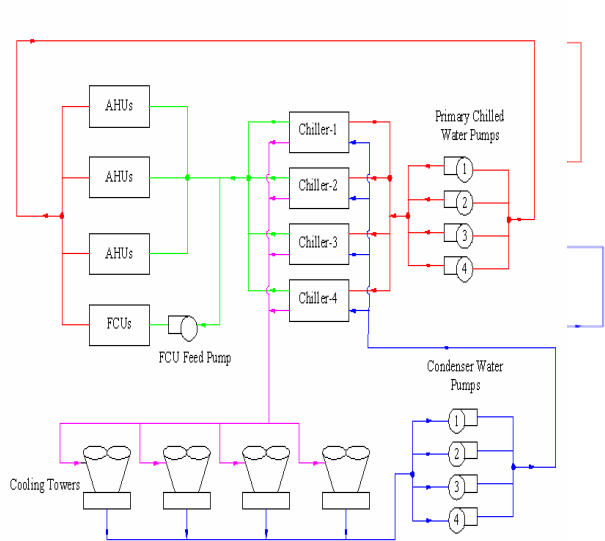 AHUs
AHUs
AHUs
FCUs
FCU Feed Pump
Chiller-1
Chiller-2
Chiller-3
Chiller-4
Primary Chilled
Water Pumps
1
2
3
4
Condenser Water
Pumps
1
2
3
4
Cooling Towers